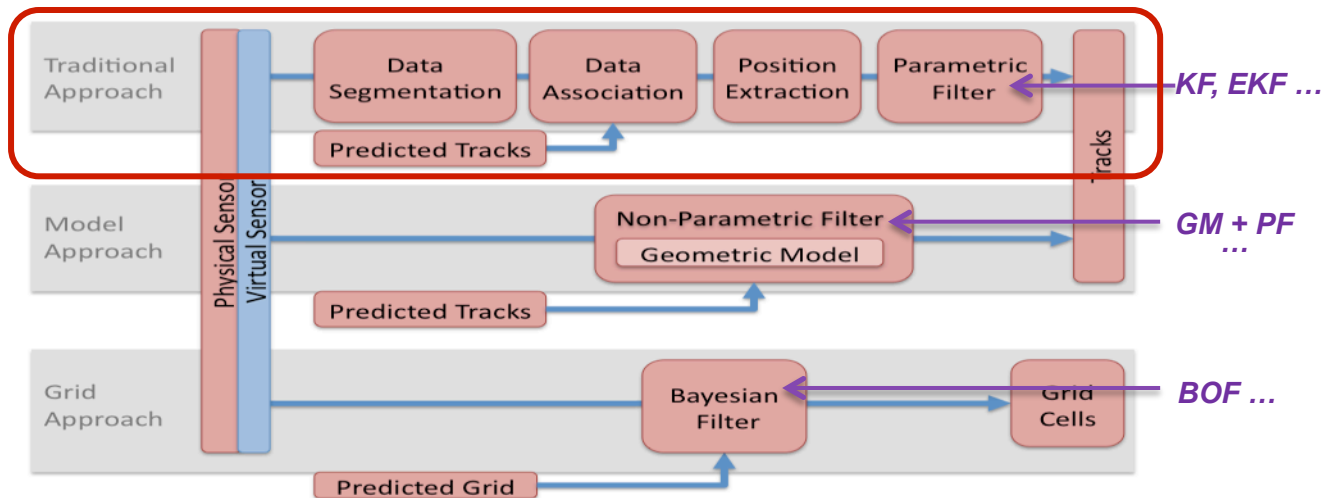 Traditional
Approach
Data
Segmentation
Data
Association
Position
Extraction
Parametric
Filter
KF, EKF …
Predicted Tracks
Physical Sensor
Virtual Sensor
Tracks
Model
Approach
Non-Parametric Filter
Geometric Model
GM + PF
…
Predicted Tracks
Grid
Approach
Bayesian
Filter
Grid
Cells
BOF …
Predicted Grid